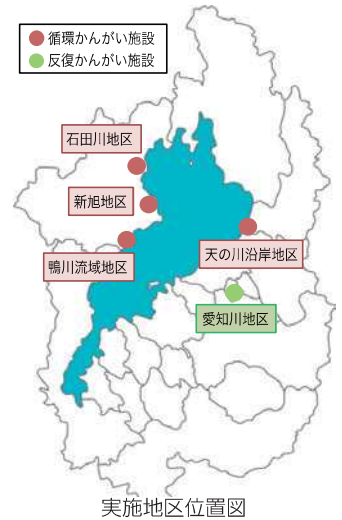 循環かんがい施設
反復かんがい施設
石田川地区
新旭地区
鴨川流域地区
天の川沿岸地区
愛知川地区
実施地区位置図